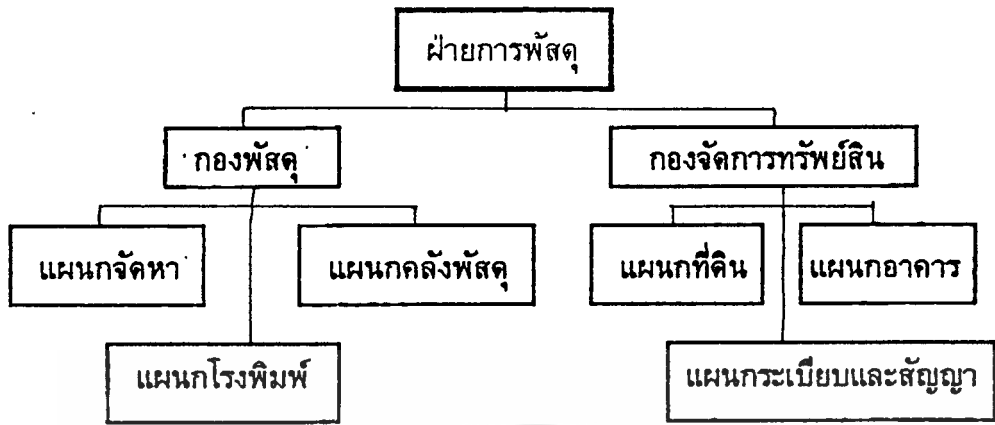 ฝ่ายการพัสดุ
กองพัสดุ
กองจัดการทรัพย์สิน
แผนกจัดหา
แผนกคลังพัสดุ
แผนกที่ดิน
แผนกอาคาร
แผนกโรงพิมพ์
แผนกระเบียบและสัญญา